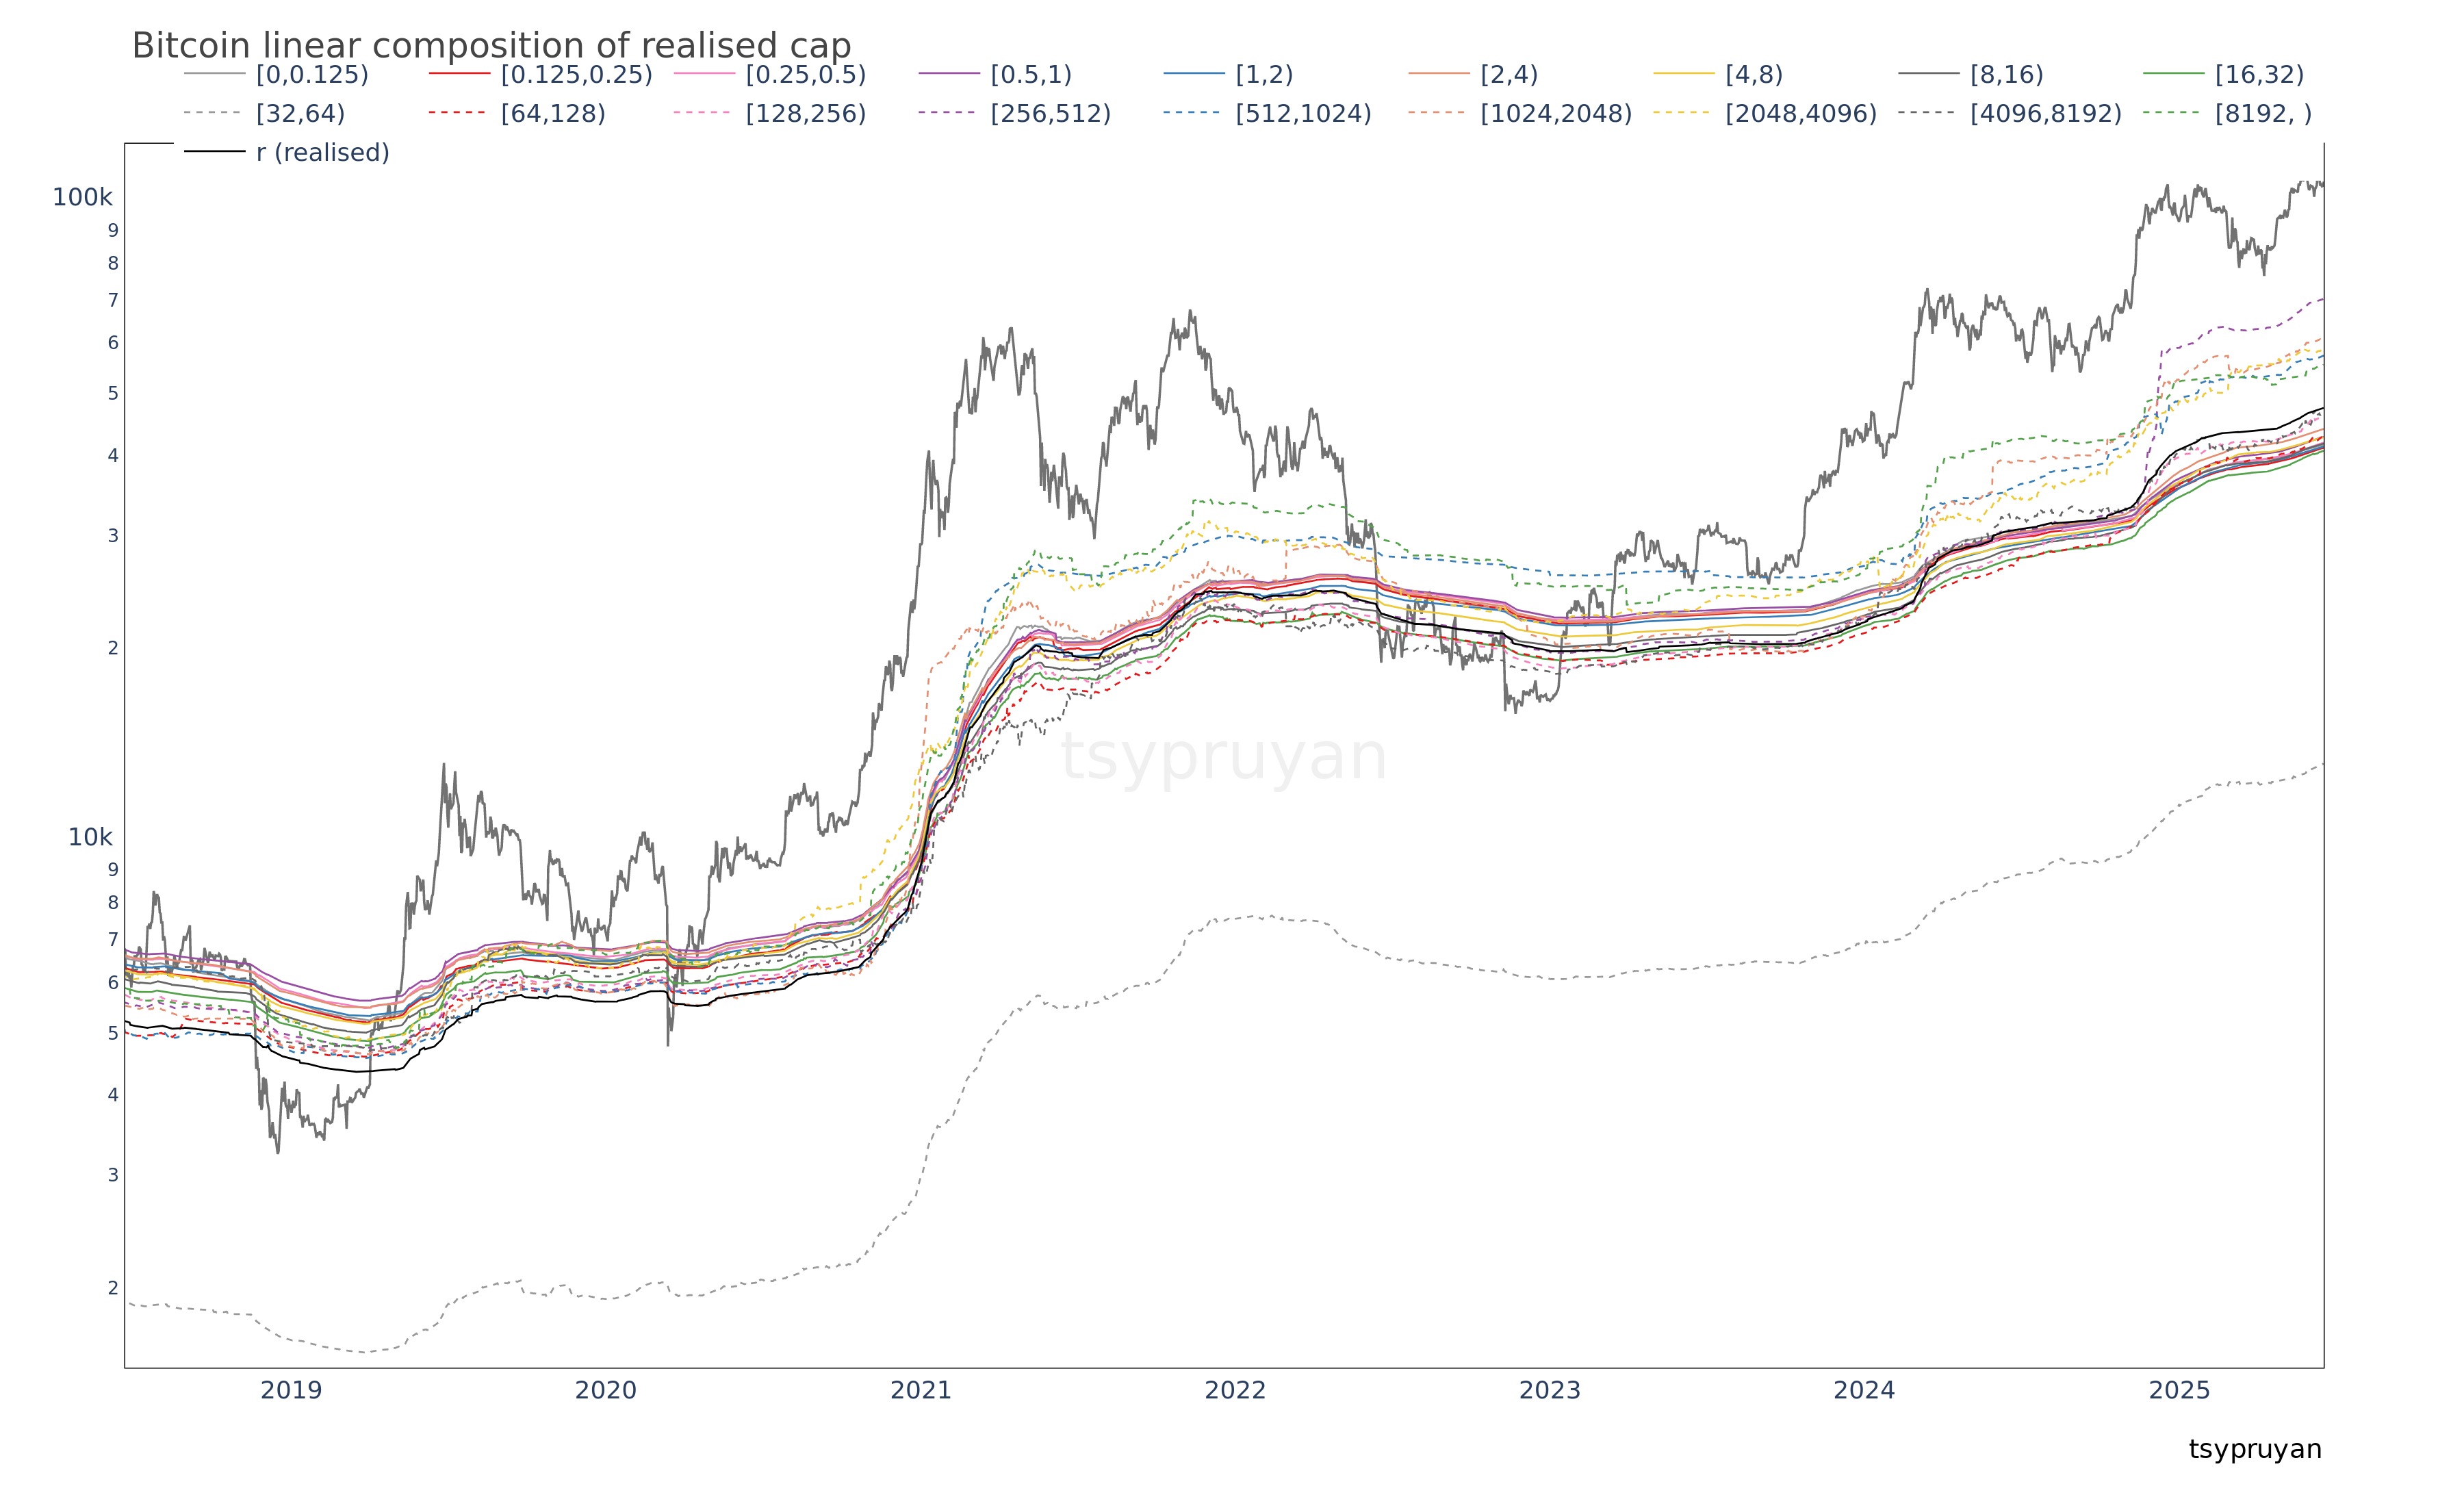 Bitcoin linear composition of realised cap
[0,0.125) [0.125,0.25) [0.25,0.5) [0.5,1) [1,2) [2,4) [4,8) [8,16) [16,32)
[32,64) [64,128) [128,256) [256,512) [512,1024) [1024,2048) [2048,4096) [4096,8192) [8192, )
r (realised)
100k
9
8
7
6
5
4
3
2
10k
9
8
7
6
5
4
3
2
tsypruyan
2019 2020 2021 2022 2023 2024 2025
tsypruyan